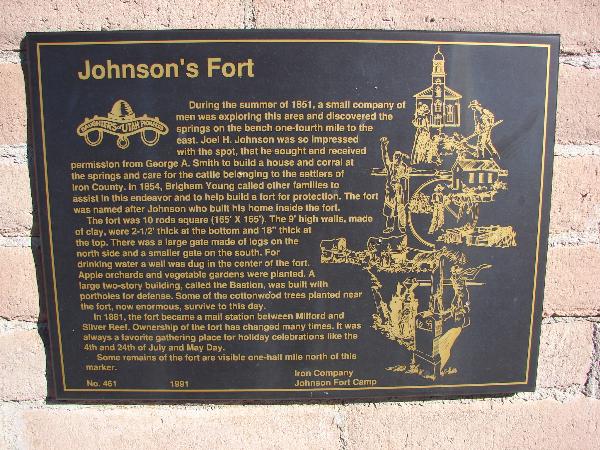 Johnson's Fort
DAUGHTERS OF UTAH PIONEERS
During the summer of 1851, a small company of
men was exploring this area and discovered the
springs on the bench one-fourth mile to the
east. Joel H. Johnson was so impressed
with the spot, that he sought and received
permission from George A. Smith to build a house and corral at
the springs and care for the cattle belonging to the settlers of
Iron County. In 1854, Brigham Young called other families to
assist in this endeavor and to help build a fort for protection. The fort
was named after Johnson who built his home inside the fort.
The fort was 10 rods square (165' X 165'). The 9' high walls, made
of clay, were 2-1/2' thick at the bottom and 18" thick at
the top. There was a large gate made of logs on the
north side and a smaller gate on the south. For
drinking water a well was dug in the center of the fort.
Apple orchards and vegetable gardens were planted. A
large two-story building, called the Bastion, was built with
portholes for defense. Some of the cottonwood trees planted near
the fort, now enormous, survive to this day.
In 1881, the fort became a mail station between Milford and
Silver Reef. Ownership of the fort has changed many times. It was
always a favorite gathering place for holiday celebrations like the
4th and 24th of July and May Day.
Some remains of the fort are visible one-half mile north of this
marker.
Iron Company
No. 461 1991 Johnson Fort Camp